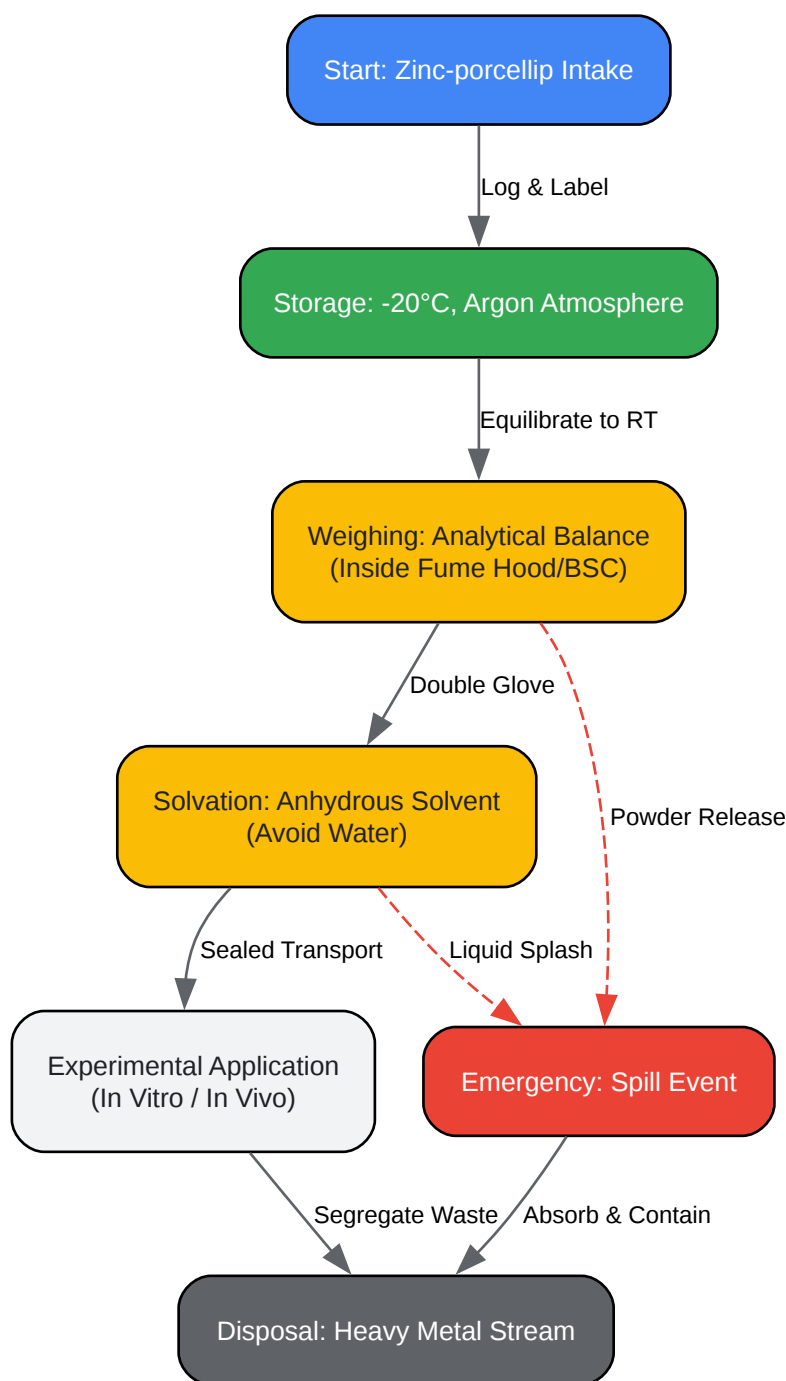 Start: Zinc-porcellip Intake
Log & Label
Storage: -20°C, Argon Atmosphere
Equilibrate to RT
Weighing: Analytical Balance
(Inside Fume Hood/BSC)
Double Glove
Solvation: Anhydrous Solvent
(Avoid Water)
Powder Release
Sealed Transport
Liquid Splash
Experimental Application
(In Vitro / In Vivo)
Emergency: Spill Event
Segregate Waste
Absorb & Contain
Disposal: Heavy Metal Stream